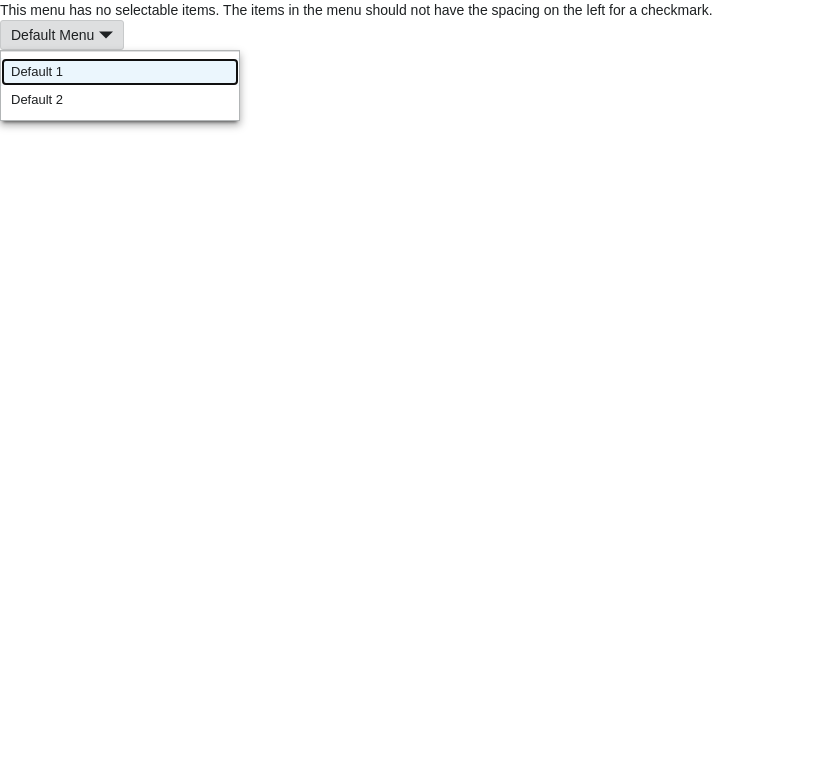 This menu has no selectable items. The items in the menu should not have the spacing on the left for a checkmark.
Default Menu
Default 1
Default 2